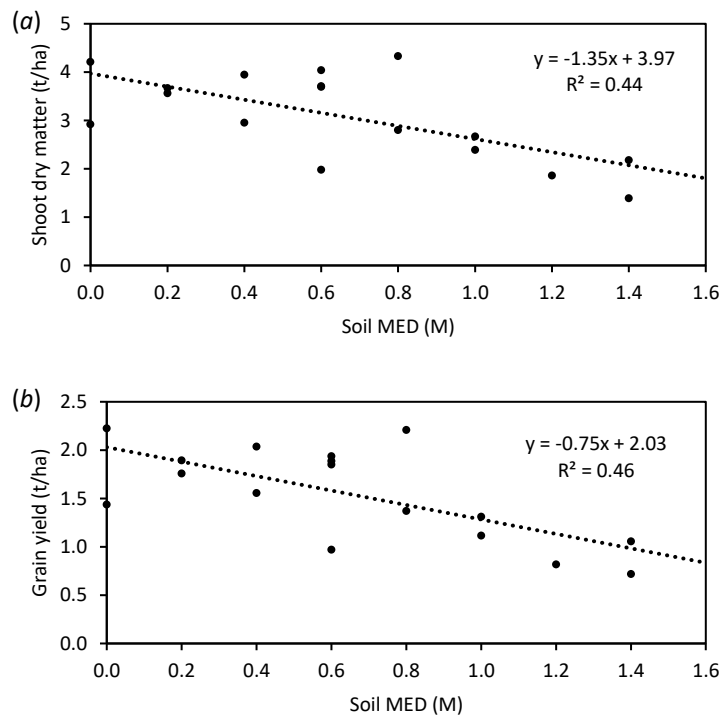 (a)
5
4
3
2
1
0
Shoot dry matter (t/ha)
y = -1.35x + 3.97
R² = 0.44
0.0 0.2 0.4 0.6 0.8 1.0 1.2 1.4 1.6
Soil MED (M)
(b)
2.5
2.0
1.5
1.0
0.5
0.0
Grain yield (t/ha)
y = -0.75x + 2.03
R² = 0.46
0.0 0.2 0.4 0.6 0.8 1.0 1.2 1.4 1.6
Soil MED (M)